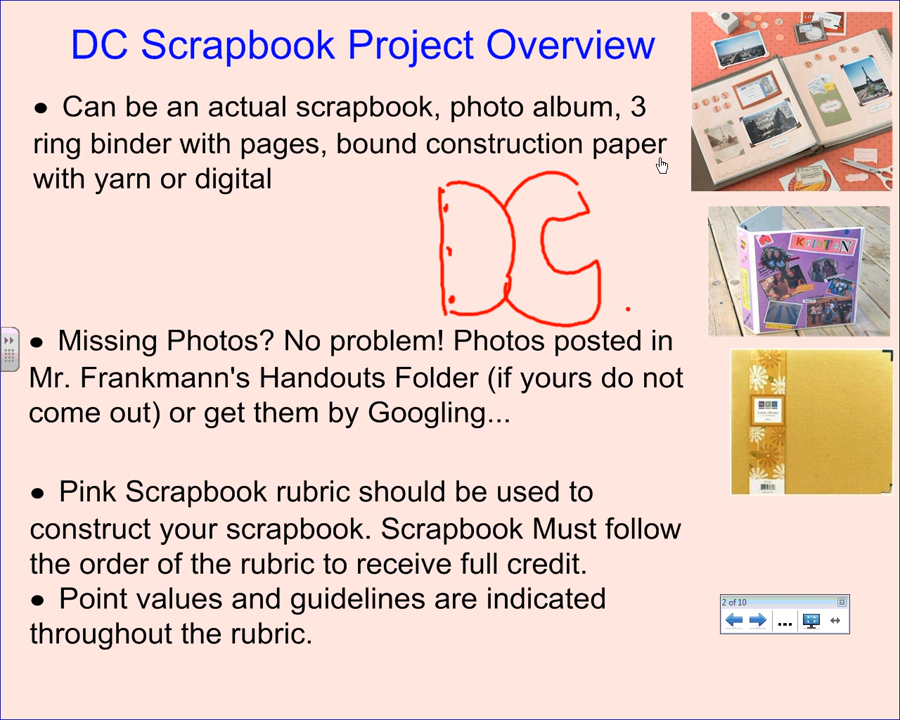 DC Scrapbook Project Overview
● Can be an actual scrapbook, photo album, 3
ring binder with pages, bound construction paper
with yarn or digital
DC.
● Missing Photos? No problem! Photos posted in
Mr. Frankmann's Handouts Folder (if yours do not
come out) or get them by Googling...
● Pink Scrapbook rubric should be used to
construct your scrapbook. Scrapbook Must follow
the order of the rubric to receive full credit.
● Point values and guidelines are indicated
throughout the rubric.
KRISTEN
2 of 10
...